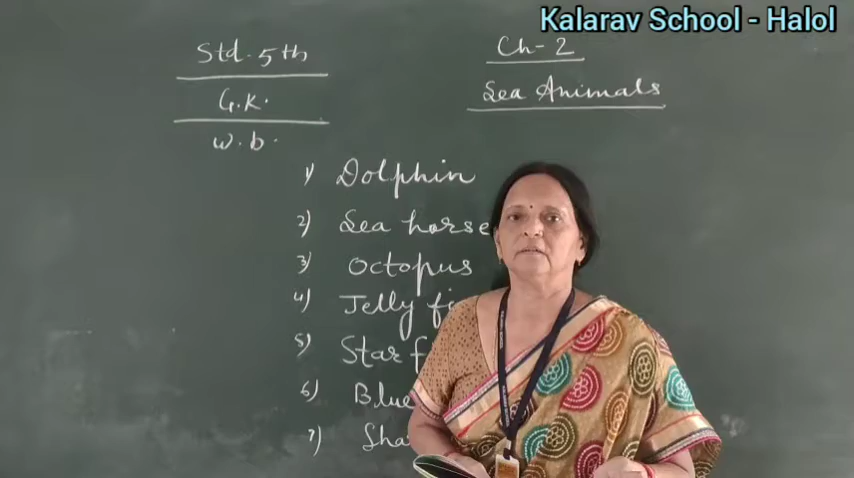 Kalarav School - Halol
Std. 5th
G.K.
W.b.
Ch-2
Sea Animals
1) Dolphin
2) Sea horse
3) Octopus
4) Jelly
5) Star
6) Blue
7)